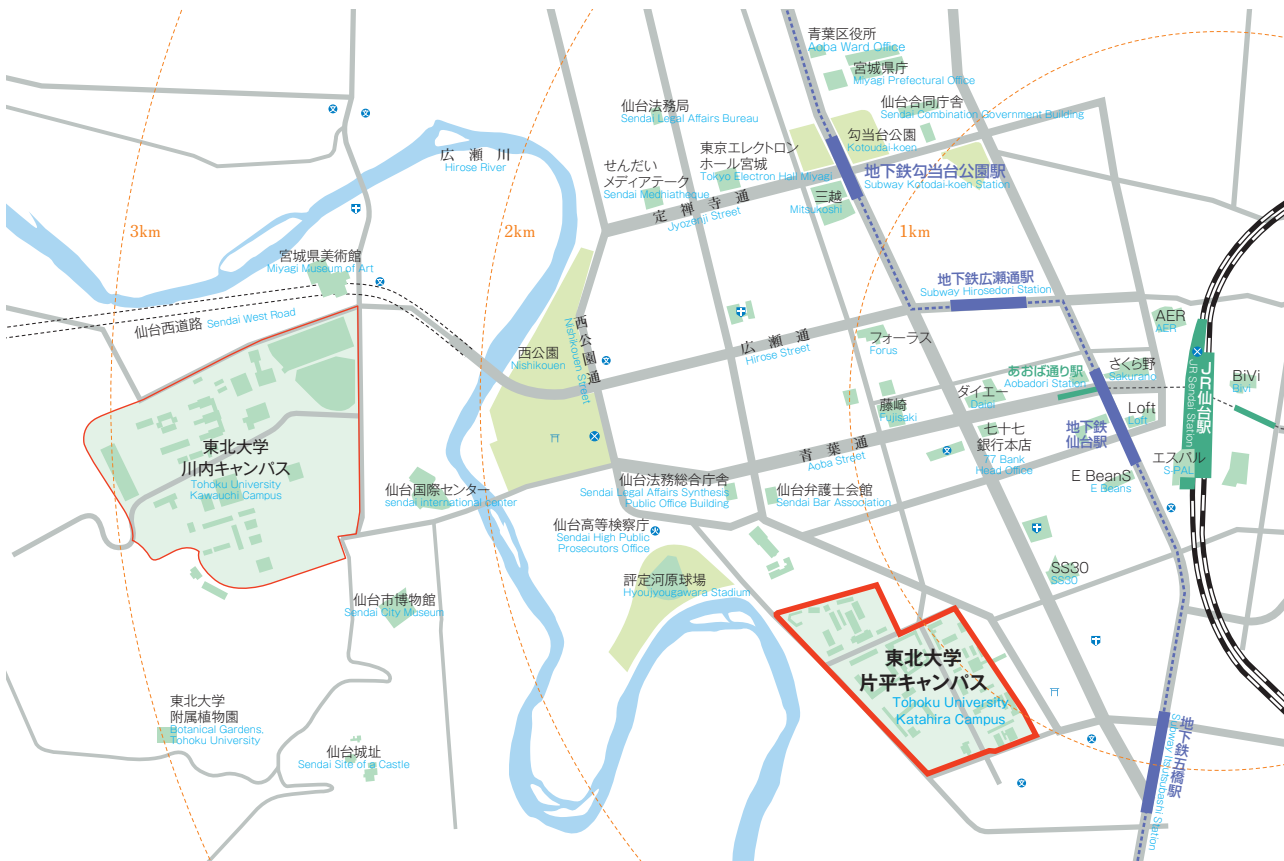 青葉区役所
Aoba Ward Office
宮城県庁
Miyagi Prefectural Office
仙台合同庁舎
Sendai Combination Government Building
仙台法務局
Sendai Legal Affairs Bureau
勾当台公園
Kotoudai-koen
東京エレクトロン
ホール宮城
Tokyo Electron Hall Miyagi
広瀬川
Hirose River
せんだい
メディアテーク
Sendai Medhiatheque
地下鉄勾当台公園駅
Subway Kotodai-koen Station
三越
Mitsukoshi
定禅寺通
Jyozenji Street
3km
2km
1km
宮城県美術館
Miyagi Museum of Art
地下鉄広瀬通駅
Subway Hirosedori Station
仙台西道路 Sendai West Road
西公園通
Nishikouen Street
西公園
Nishikouen
広瀬通
Hirose Street
フォーラス
Forus
AER
AER
さくら野
Sakurano
あおば通り駅
Aobadori Station
JR仙台駅
JR Sendai Station
BiVi
Bivi
ダイエー
Daiei
藤崎
Fujisaki
Loft
Loft
地下鉄
仙台駅
七十七
銀行本店
77 Bank
Head Office
青葉通
Aoba Street
エスパル
S-PAL
E BeanS
E Beans
東北大学
川内キャンパス
Tohoku University
Kawauchi Campus
仙台国際センター
sendai international center
仙台法務総合庁舎
Sendai Legal Affairs Synthesis
Public Office Building
仙台弁護士会館
Sendai Bar Association
仙台高等検察庁
Sendai High Public
Prosecutors Office
評定河原球場
Hyoujyougawara Stadium
SS30
SS30
仙台市博物館
Sendai City Museum
東北大学
片平キャンパス
Tohoku University
Katahira Campus
東北大学
附属植物園
Botanical Gardens,
Tohoku University
仙台城址
Sendai Site of a Castle
地下鉄五橋駅
Subway Itsutsubashi Station